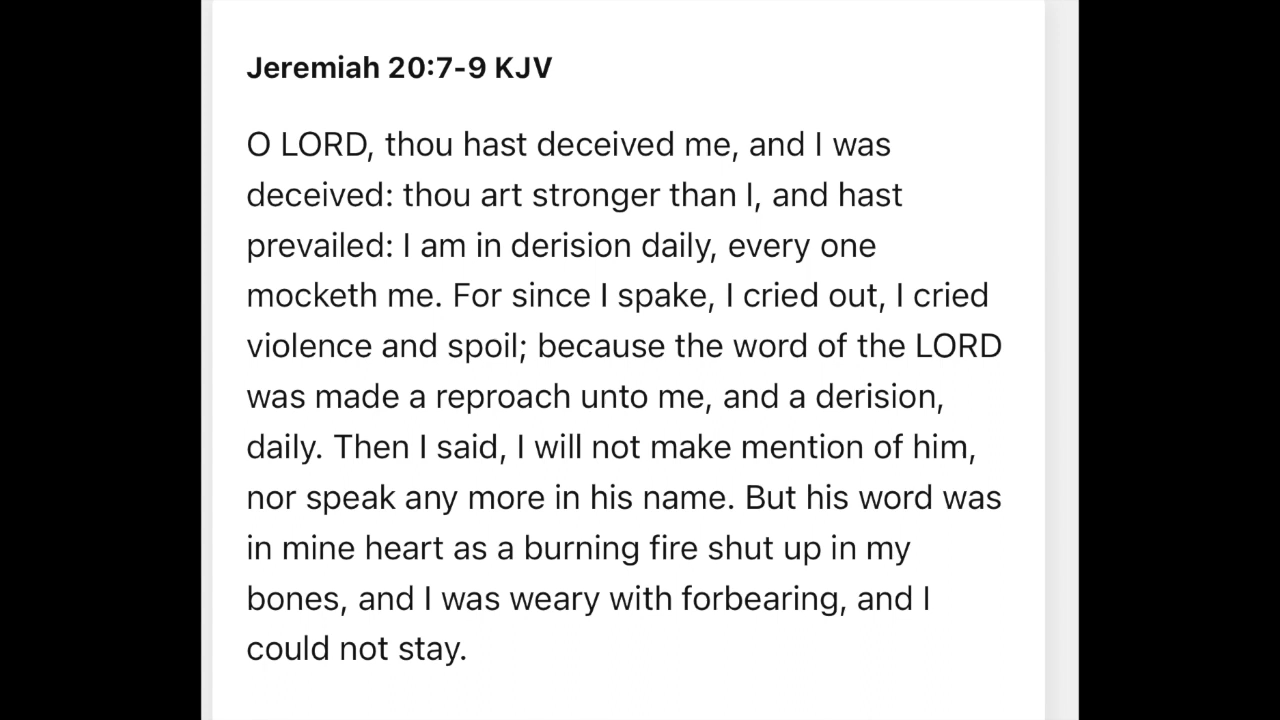 Jeremiah 20:7-9 KJV
O LORD, thou hast deceived me, and I was
deceived: thou art stronger than I, and hast
prevailed: I am in derision daily, every one
mocketh me. For since I spake, I cried out, I cried
violence and spoil; because the word of the LORD
was made a reproach unto me, and a derision,
daily. Then I said, I will not make mention of him,
nor speak any more in his name. But his word was
in mine heart as a burning fire shut up in my
bones, and I was weary with forbearing, and I
could not stay.